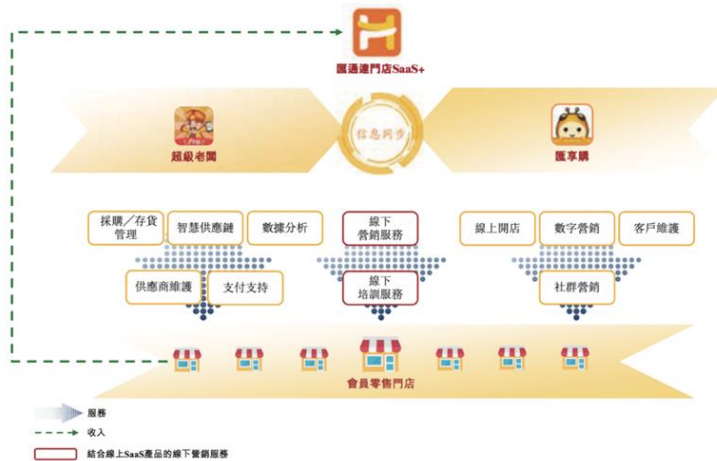 匯通達門店SaaS+
超級老闆
信息同步
匯享購
採購／存貨
管理
智慧供應鏈
數據分析
線下
營銷服務
線上開店
數字營銷
客戶維護
供應商維護
支付支持
線下
培訓服務
社群營銷
會員零售門店
服務
收入
結合線上SaaS產品的線下營銷服務